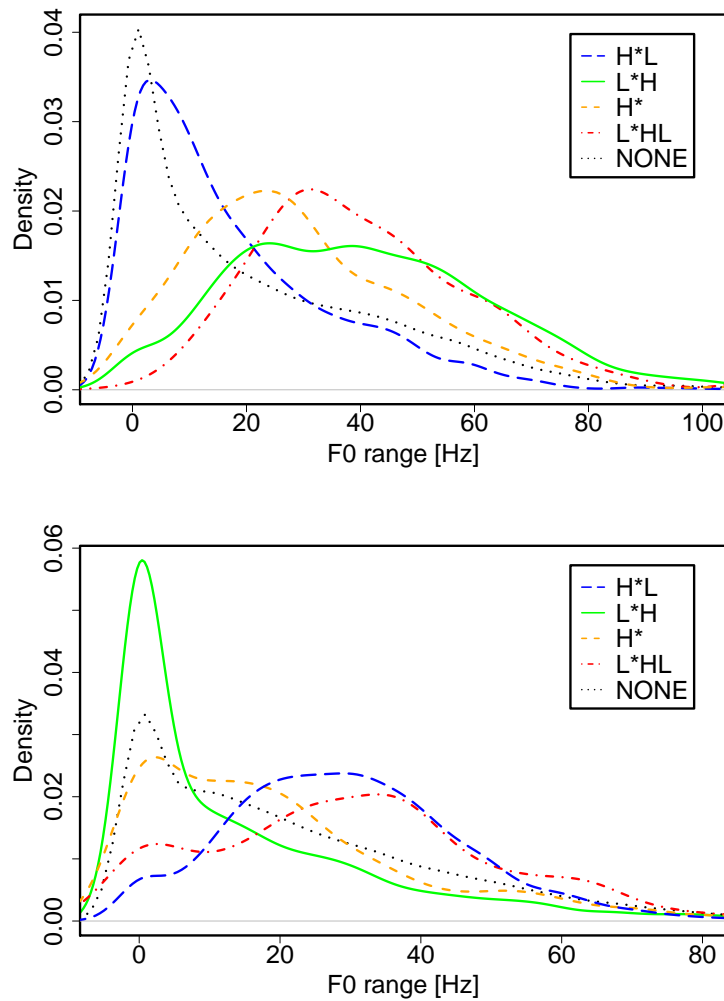 0.00 0.01 0.02 0.03 0.04
Density
H*L
L*H
H*
L*HL
NONE
0 20 40 60 80 100
F0 range [Hz]
0.00 0.02 0.04 0.06
Density
H*L
L*H
H*
L*HL
NONE
0 20 40 60 80
F0 range [Hz]